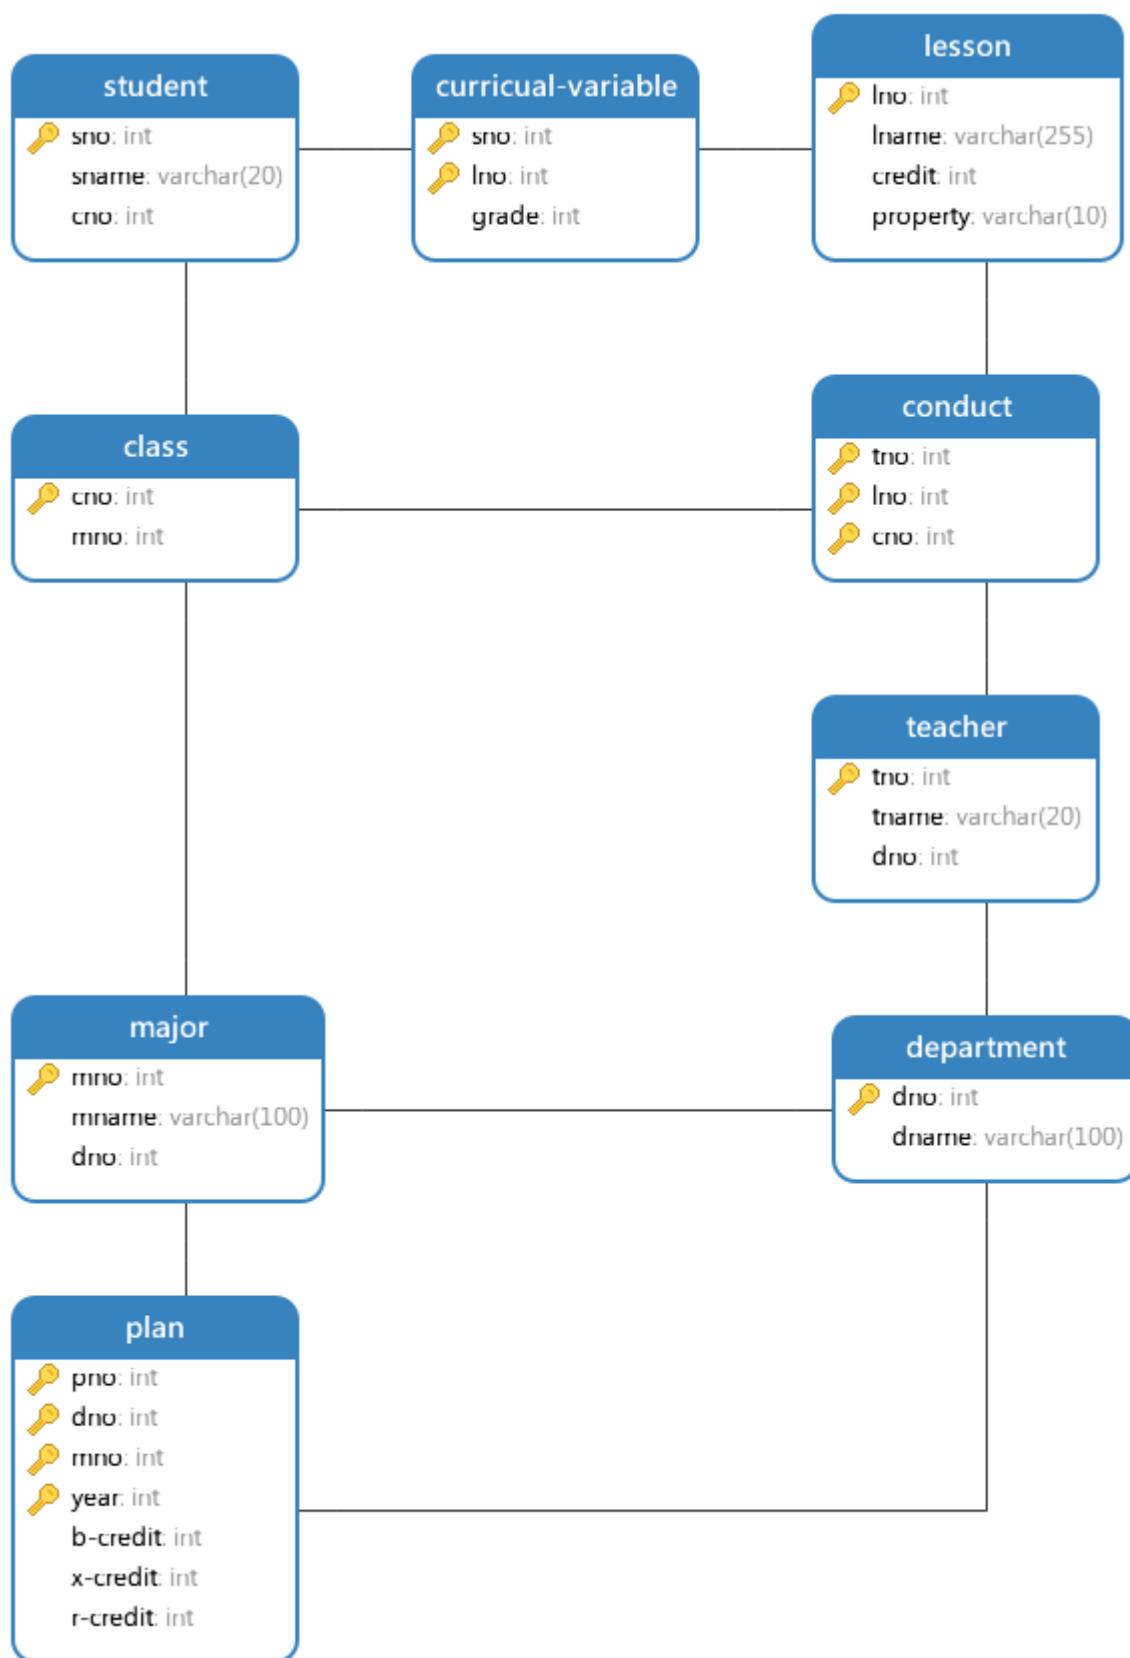 student
sno: int
sname: varchar(20)
cno: int
curricual-variable
sno: int
lno: int
grade: int
lesson
lno: int
lname: varchar(255)
credit: int
property: varchar(10)
class
cno: int
mno: int
conduct
tno: int
lno: int
cno: int
teacher
tno: int
tname: varchar(20)
dno: int
major
mno: int
mname: varchar(100)
dno: int
department
dno: int
dname: varchar(100)
plan
pno: int
dno: int
mno: int
year: int
b-credit: int
x-credit: int
r-credit: int